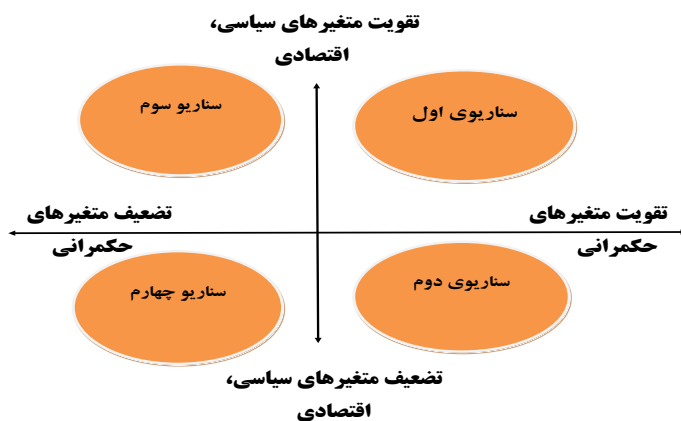 تقویت متغیرهای سیاسی،
اقتصادی
سناریوی اول
سناریو سوم
تقویت متغیرهای
حکمرانی
تضعیف متغیرهای
حکمرانی
سناریوی دوم
سناریو چهارم
تضعیف متغیرهای سیاسی،
اقتصادی